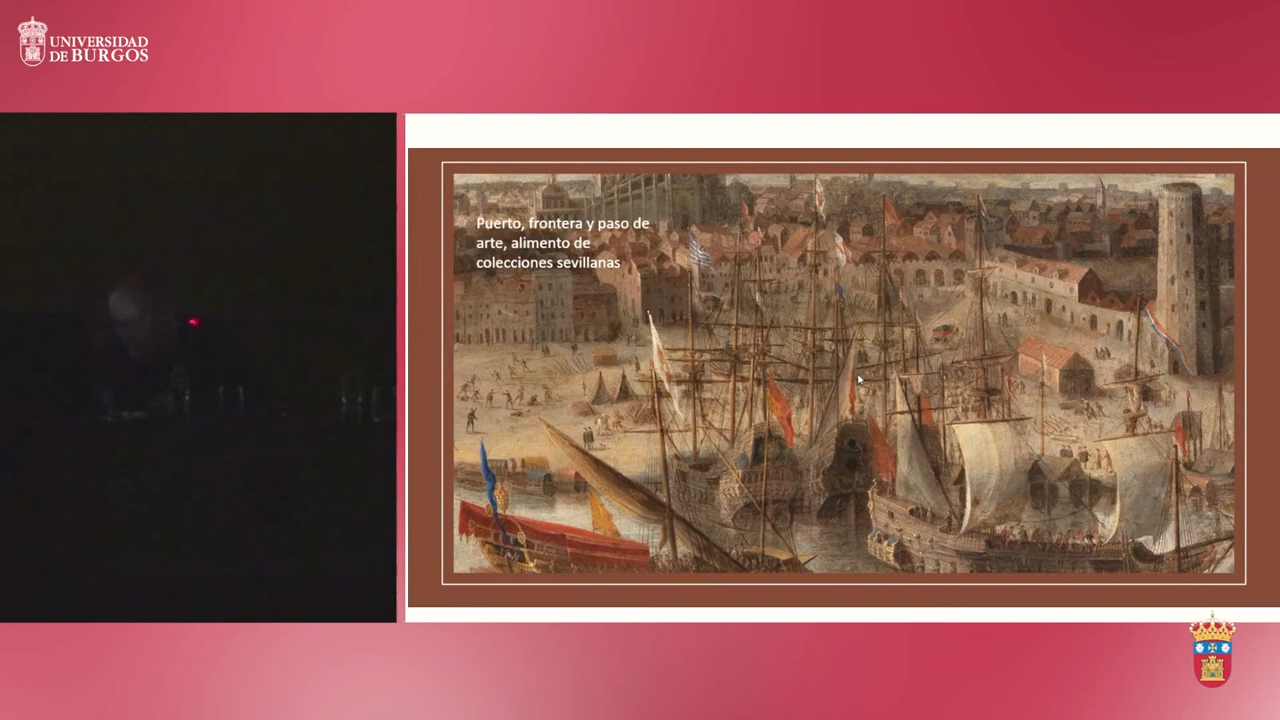 UNIVERSIDAD
DE BURGOS
Puerto, frontera y paso de
arte, alimento de
colecciones sevillanas